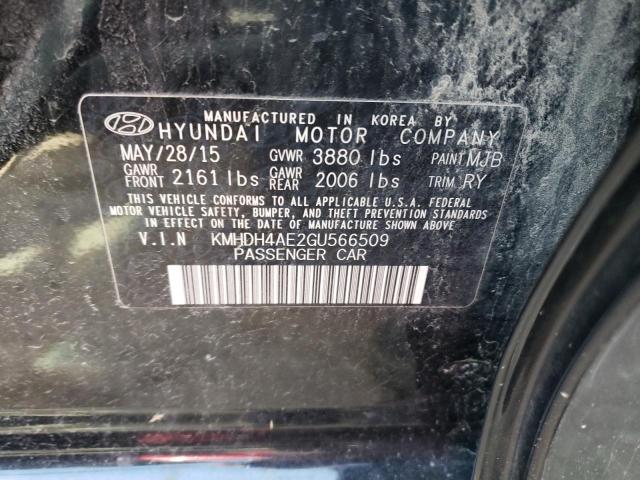 MANUFACTURED IN KOREA BY
HYUNDAI MOTOR COMPANY
MAY/28/15 GVWR 3880 lbs PAINT MJB
GAWR FRONT 2161 lbs GAWR REAR 2006 lbs TRIM RY
THIS VEHICLE CONFORMS TO ALL APPLICABLE U.S.A. FEDERAL
MOTOR VEHICLE SAFETY, BUMPER, AND THEFT PREVENTION STANDARDS
IN EFFECT ON THE DATE OF MANUFACTURE SHOWN ABOVE
V.I.N KMHDH4AE2GU566509
PASSENGER CAR